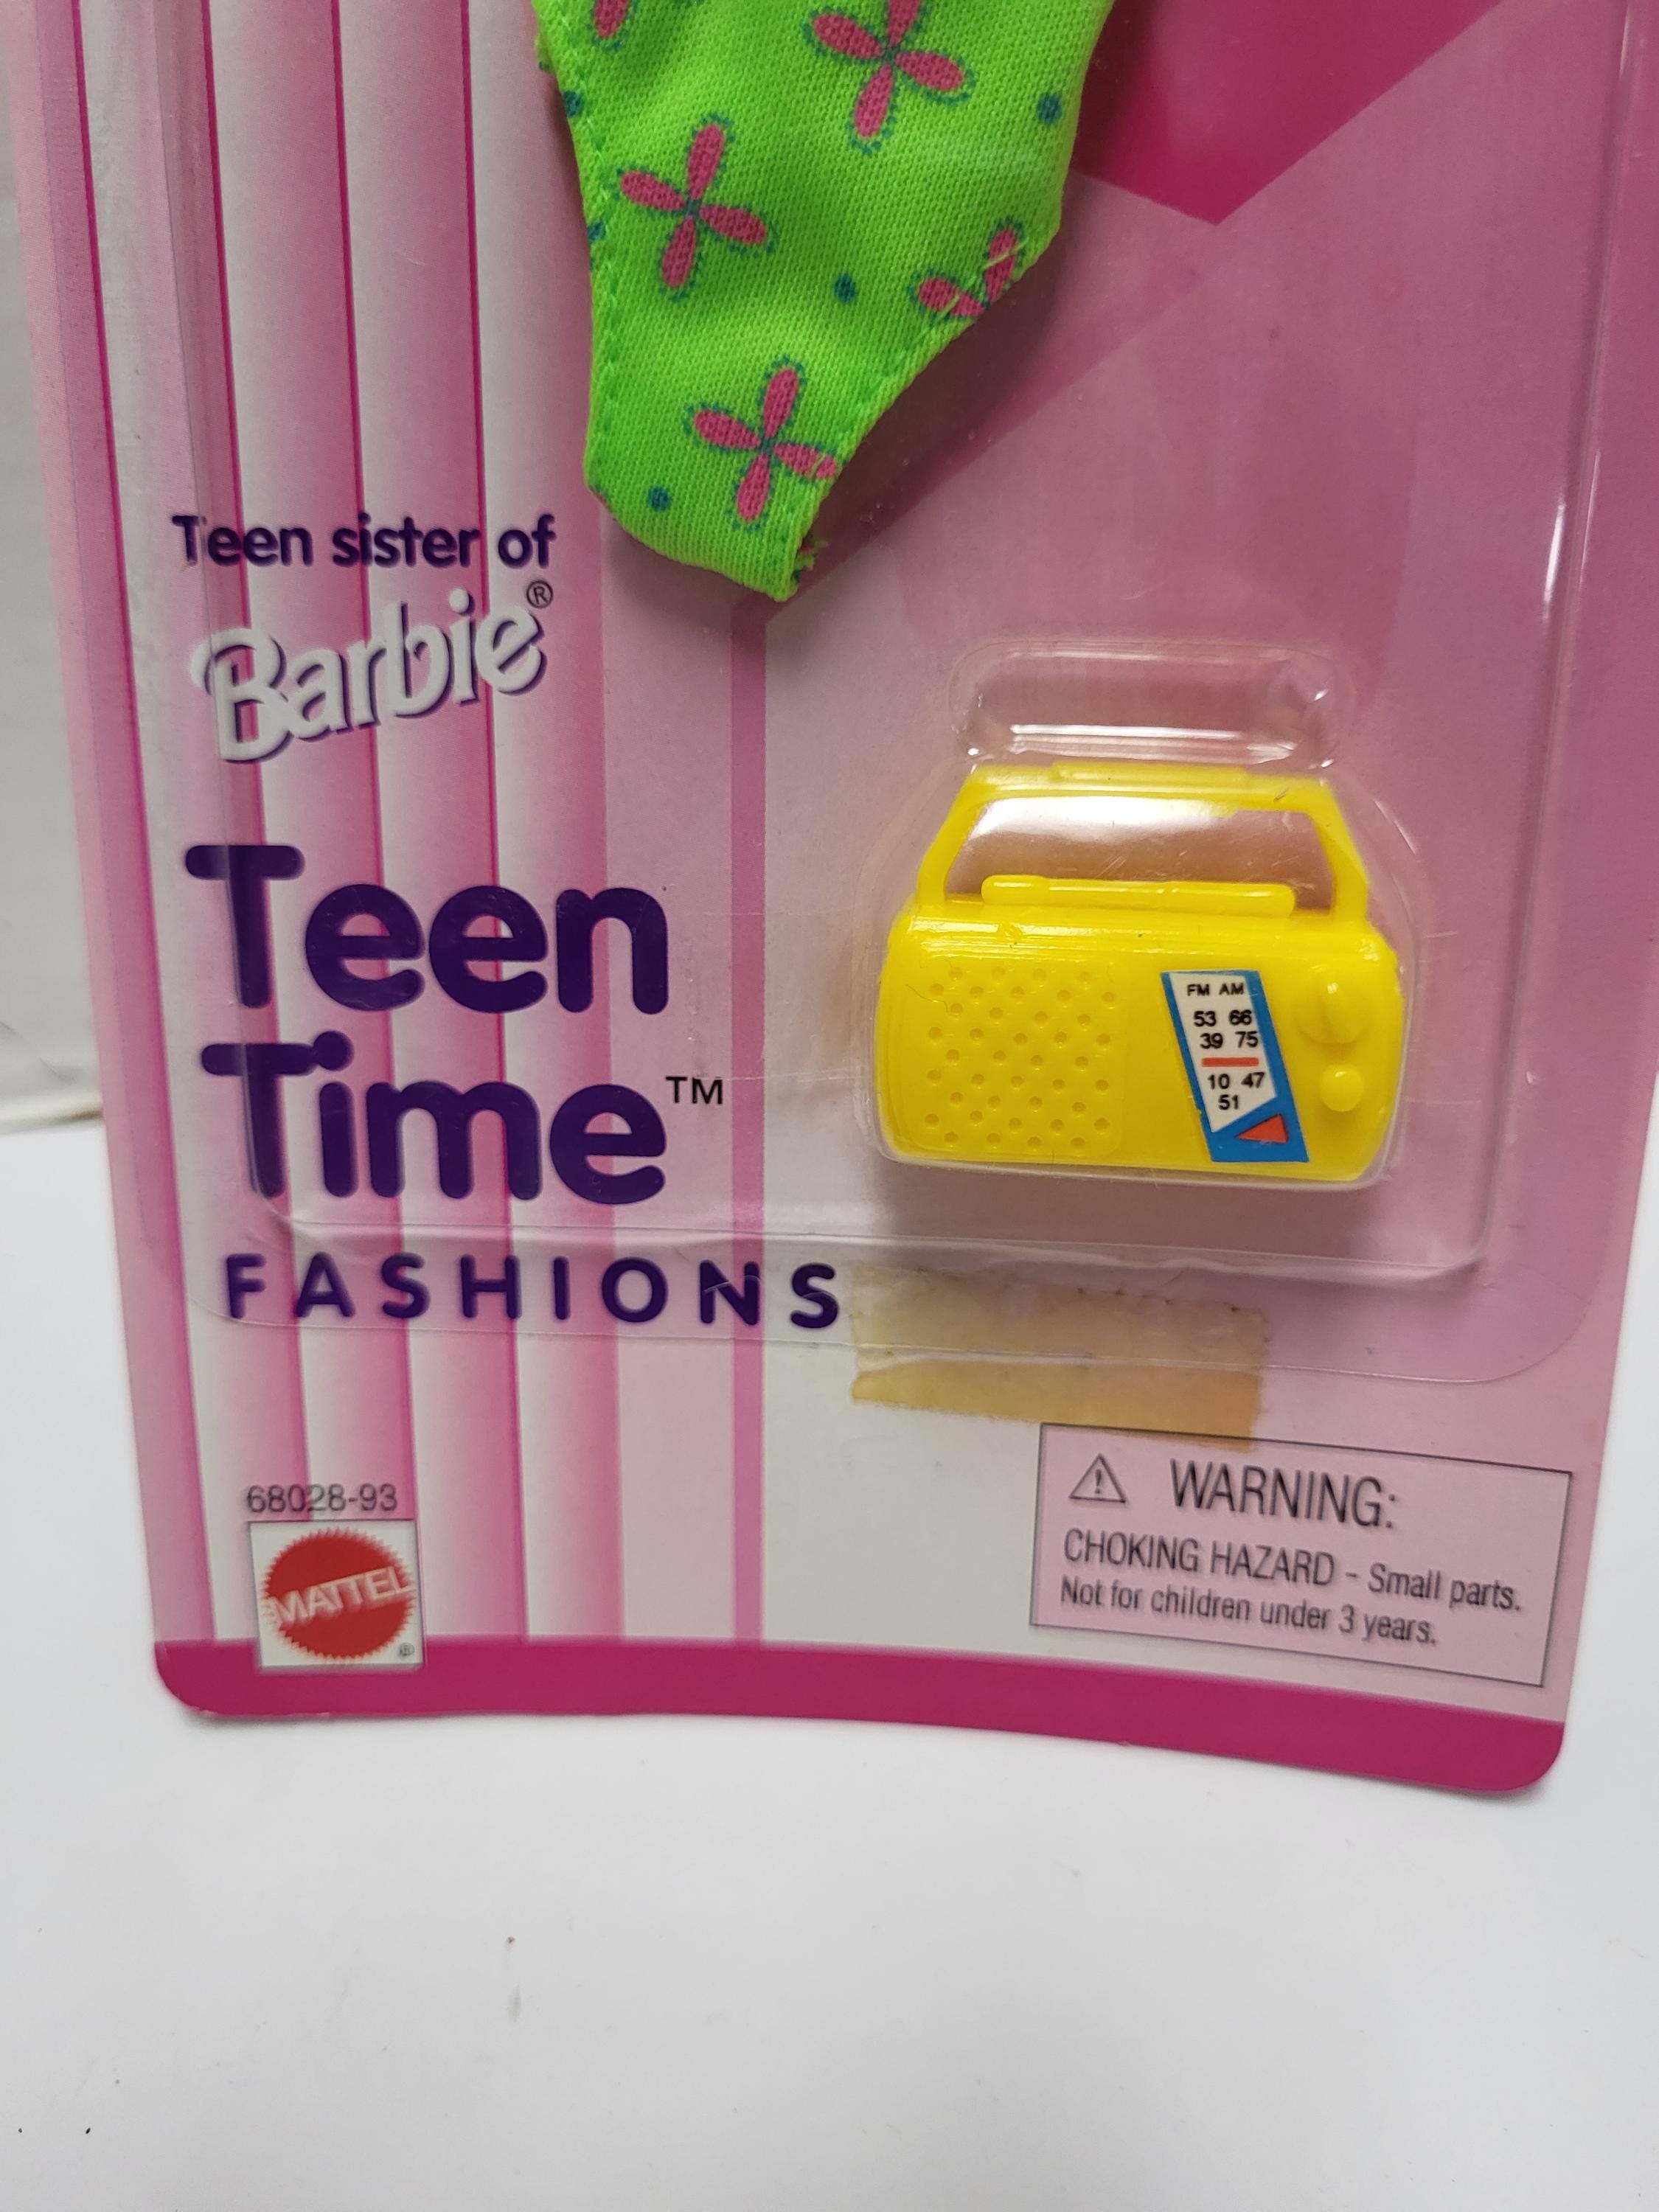 Teen sister of
Barbie®
Teen
Time™
FASHIONS
FM AM
53 66
39 75
10 47
51
68028-93
MATTEL
®
WARNING:
CHOKING HAZARD - Small parts.
Not for children under 3 years.